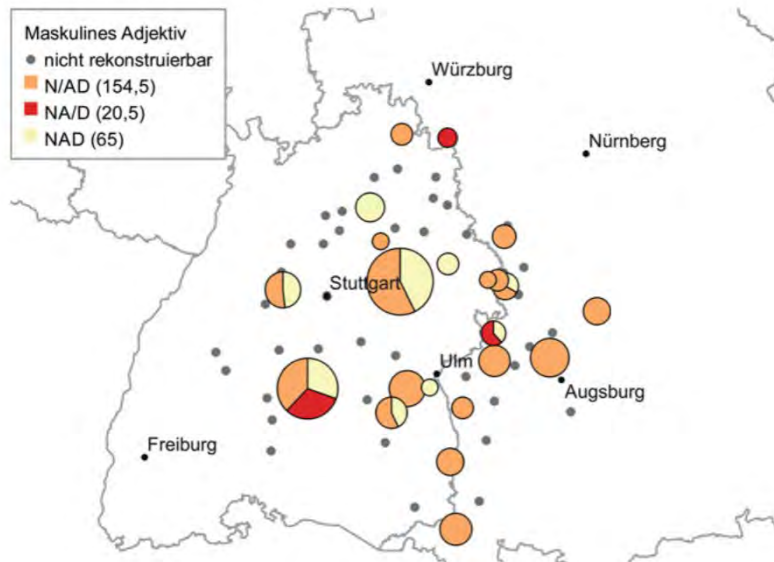 Maskulines Adjektiv
nicht rekonstruierbar
N/AD (154,5)
NA/D (20,5)
NAD (65)
Würzburg
Nürnberg
Stuttgart
Ulm
Augsburg
Freiburg